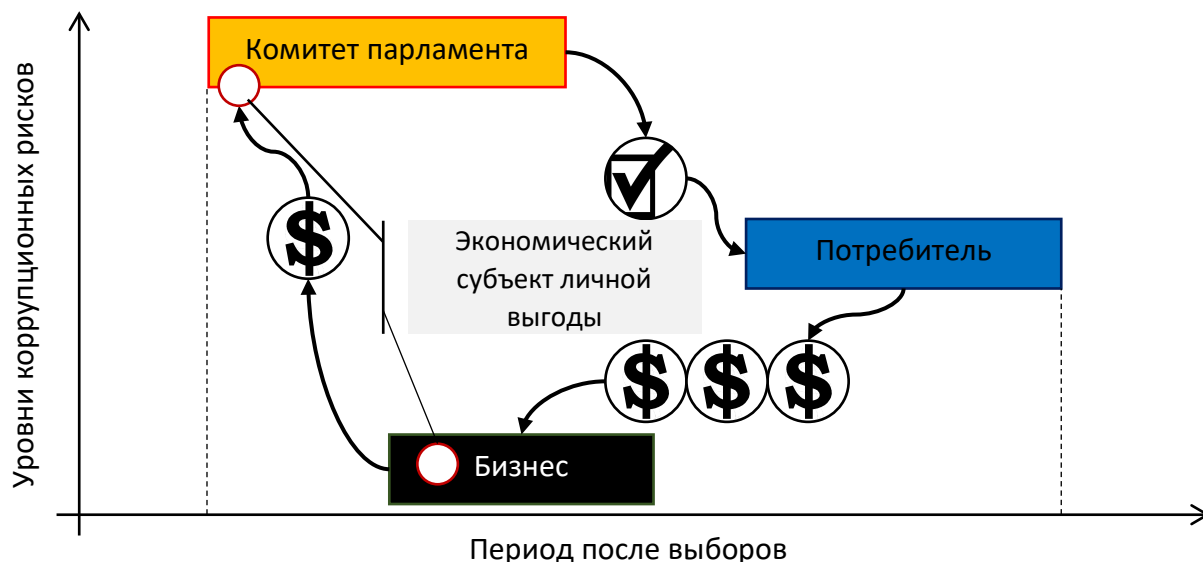 Уровни коррупционных рисков
Комитет парламента
Экономический
субъект личной
выгоды
Потребитель
$
$ $ $
Бизнес
Период после выборов